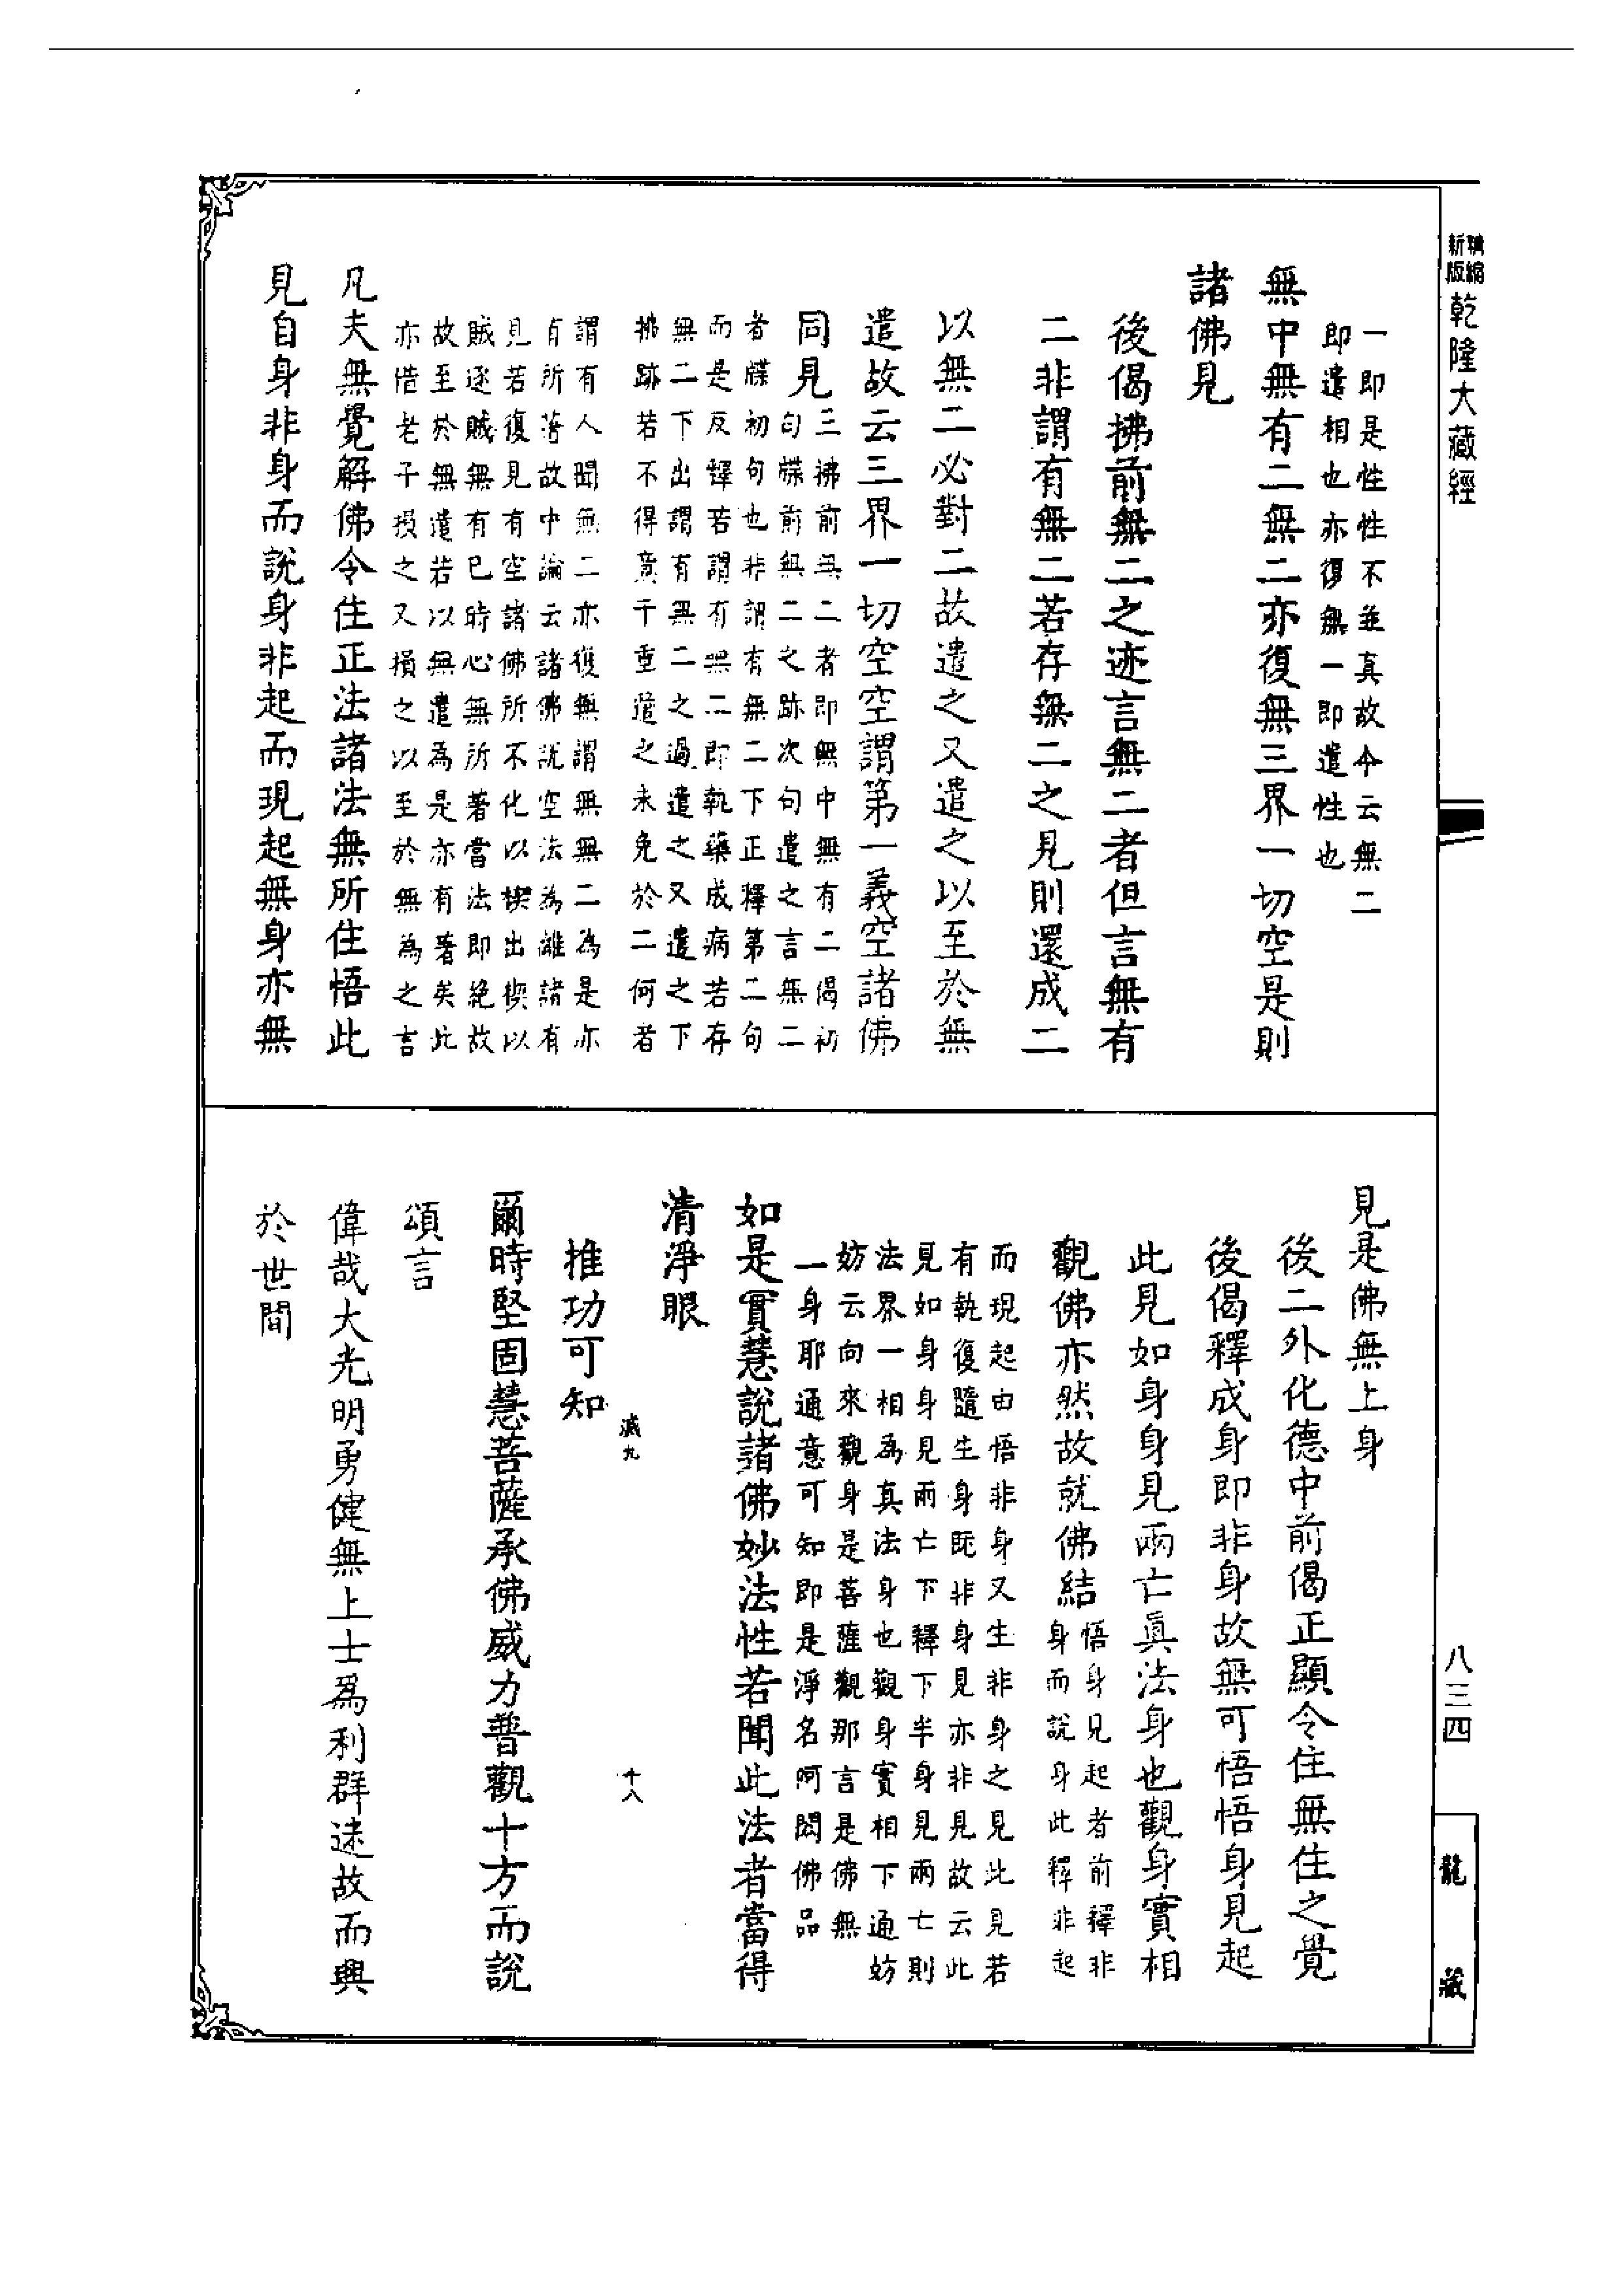 新版精縮
乾隆大藏經
一即是性性不並真故今云無二
即遣相也亦復無一即遣性也
無中無有二無二亦復無三界一切空是則
諸佛見
後偈拂前無二之迹言無二者但言無有
二非謂有無二若存無二之見則還成二
以無二必對二故遣之又遣之以至於無
遣故云三界一切空空謂第一義空諸佛
同見
三拂前無二者即無中無有二偈初
句牒前無二之跡次句遣之言無二
者牒初句也非謂有無二下正釋第二句
而是反釋若謂有無二即執藥成病若存
無二下出謂有無二之過遣之又遣之下
拂跡若不得意千重遣之未免於二何者
謂有人聞無二亦復無謂無無二為是亦
有所著故中論云諸佛說空法為離諸有
見若復見有空諸佛所不化以楔出楔以
賊逐賊無有已時心無所著當法即絕故
故至於無遣若以無遣為是亦有著矣此
亦借老子損之又損之以至於無為之言
凡夫無覺解佛令住正法諸法無所住悟此
見自身非身而說身非起而現起無身亦無
見是佛無上身
後二外化德中前偈正顯令住無住之覺
後偈釋成身即非身故無可悟悟身見起
此見如身身見兩亡真法身也觀身實相
觀佛亦然故就佛結
悟身見起者前釋非
身而說身此釋非起
而現起由悟非身又生非身之見此見若
有執復隨生身既非身見亦非見故云此
見如身身見兩亡下釋下半身見兩亡則
法界一相為真法身也觀身實相下通妨
妨云向來觀身是菩薩觀那言是佛無
一身耶通意可知即是淨名阿閦佛品
如是實慧說諸佛妙法性若聞此法者當得
清淨眼
推功可知
滅九
十八
爾時堅固慧菩薩承佛威力普觀十方而說
頌言
偉哉大光明勇健無上士為利群迷故而興
於世間
八三四
龍藏